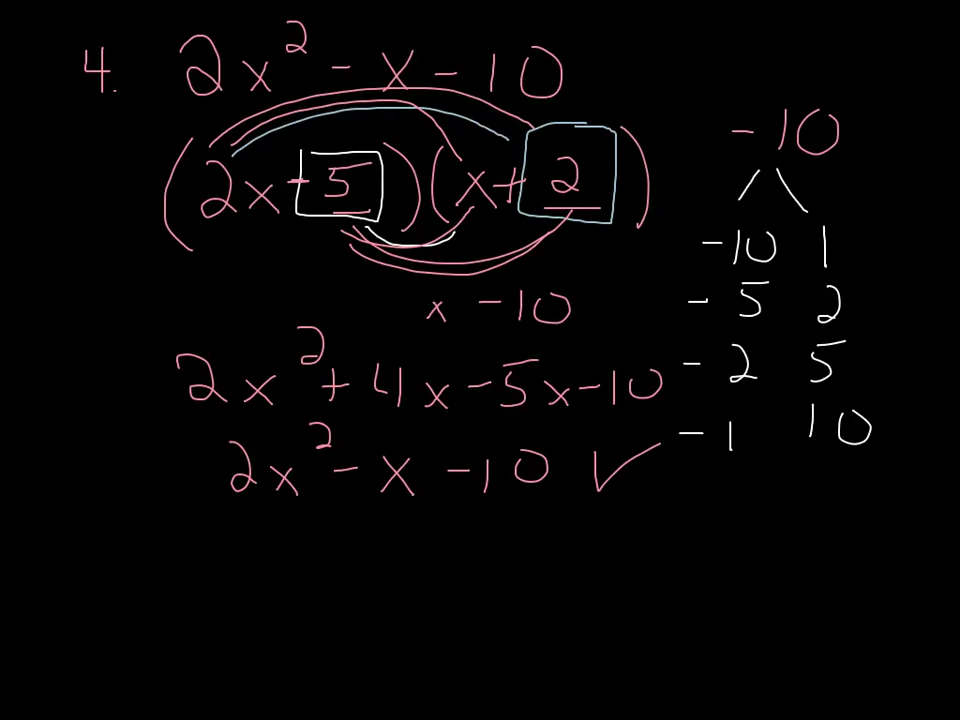 4. 2x² - x - 10
(2x - 5)(x + 2)
x - 10
2x² + 4x - 5x - 10
2x² - x - 10 ✓
- 10
- 10 1
- 5 2
- 2 5
- 1 10